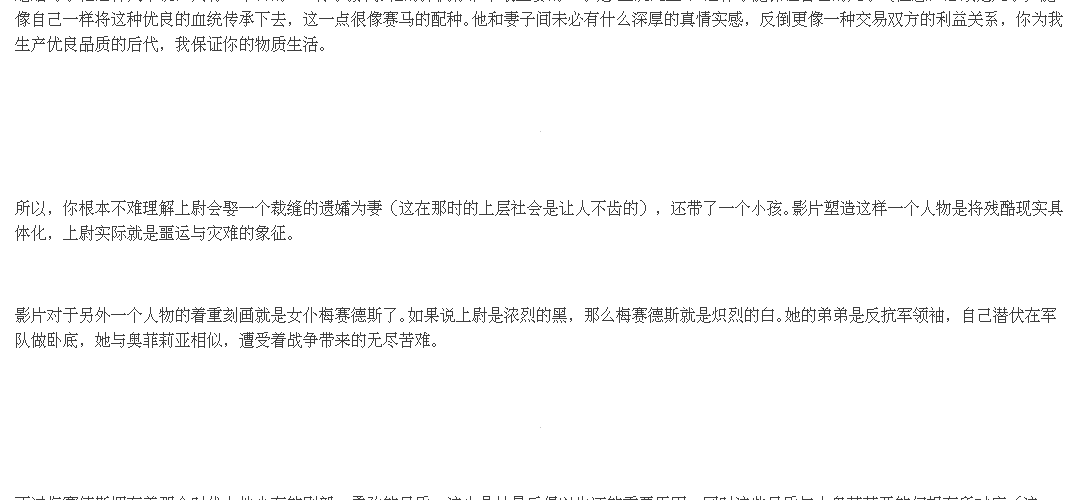 像自己一样将这种优良的血统传承下去，这一点很像赛马的配种。他和妻子间未必有什么深厚的真情实感，反倒更像一种交易双方的利益关系，你为我
生产优良品质的后代，我保证你的物质生活。
所以，你根本不难理解上尉会娶一个裁缝的遗孀为妻（这在那时的上层社会是让人不齿的），还带了一个小孩。影片塑造这样一个人物是将残酷现实具
体化，上尉实际就是噩运与灾难的象征。
影片对于另外一个人物的着重刻画就是女仆梅赛德斯了。如果说上尉是浓烈的黑，那么梅赛德斯就是炽烈的白。她的弟弟是反抗军领袖，自己潜伏在军
队做卧底，她与奥菲莉亚相似，遭受着战争带来的无尽苦难。